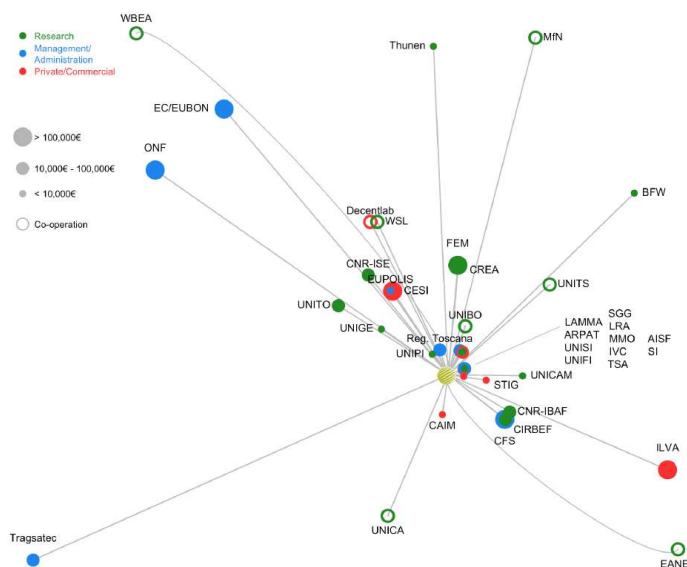 WBEA
Research
Management/
Administration
Private/Commercial
Thunen
MfN
EC/EUBON
> 100,000€
ONF
10,000€ - 100,000€
< 10,000€
BFW
Decentlab
Co-operation
WSL
FEM
CNR-ISE
CREA
EUPOLIS
CESI
UNITS
UNITO
UNIBO
SGG
LAMMA
LRA
UNIGE
ARPAT
MMO
AISF
Reg. Toscana
UNISI
IVC
SI
UNIPI
UNIFI
TSA
UNICAM
STIG
CNR-IBAF
CAIM
CIRBEF
CFS
ILVA
UNICA
Tragsatec
EANE